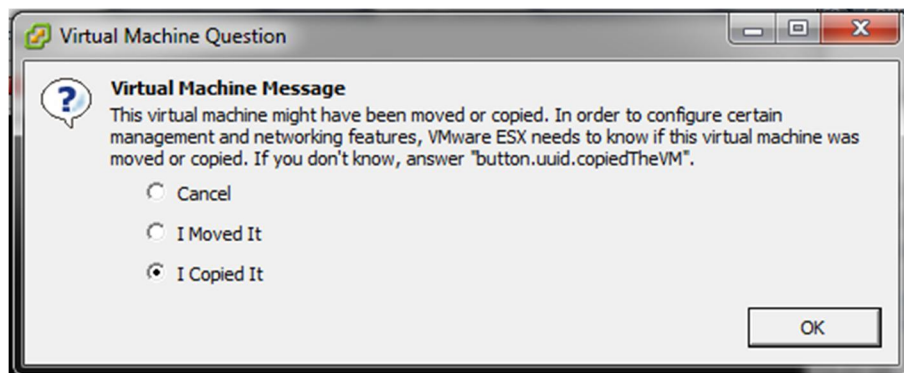 Virtual Machine Question
Virtual Machine Message
This virtual machine might have been moved or copied. In order to configure certain
management and networking features, VMware ESX needs to know if this virtual machine was
moved or copied. If you don't know, answer "button.uuid.copiedTheVM".
Cancel
I Moved It
I Copied It
OK